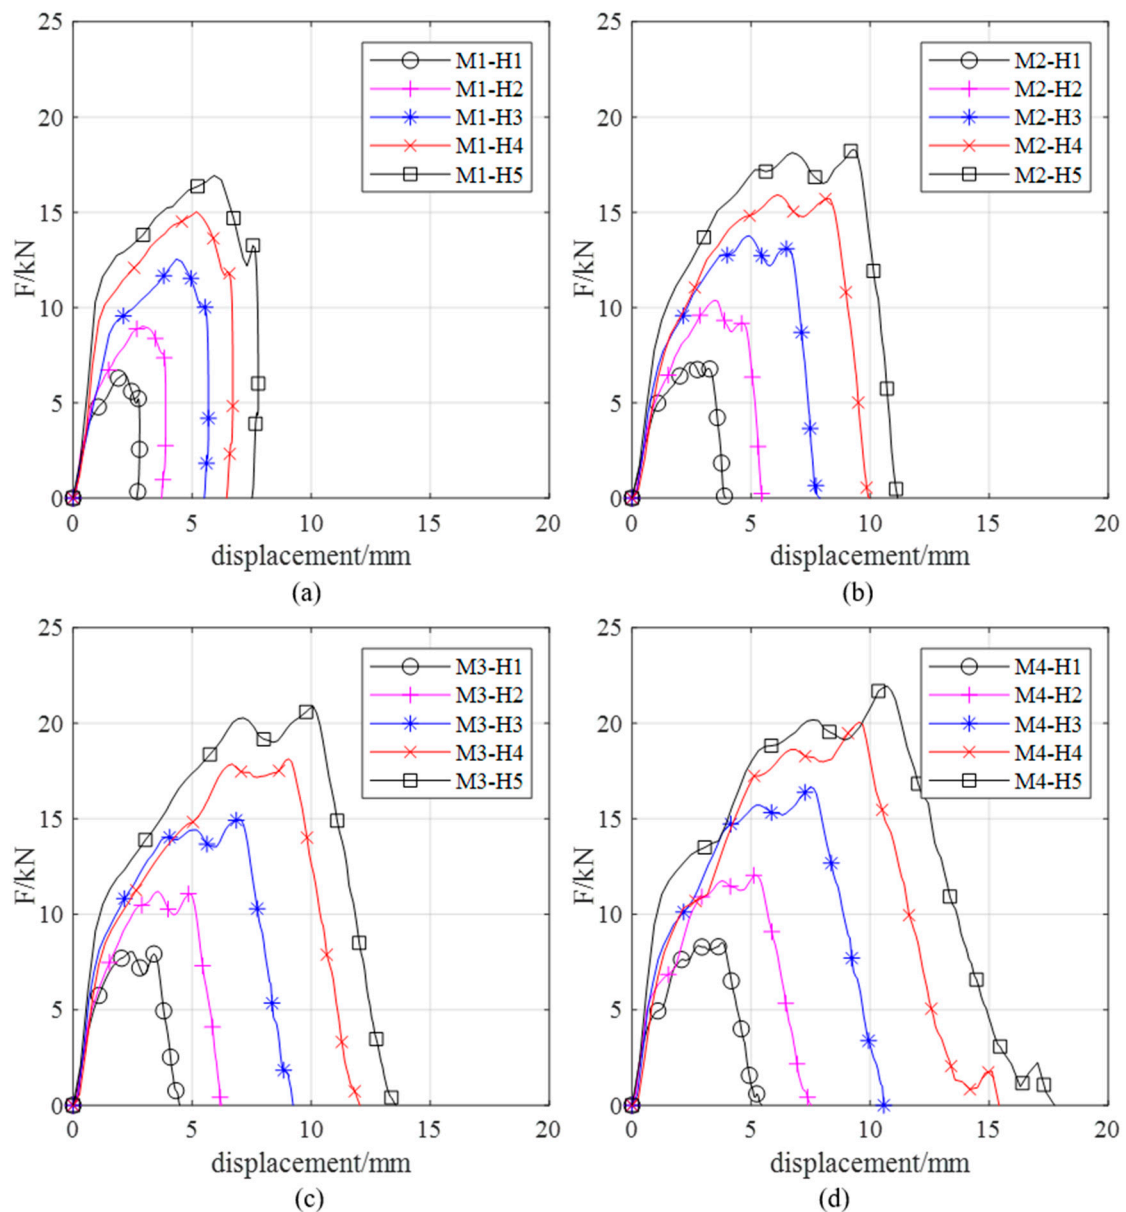 25
20
15
10
5
0
F/kN
M1-H1
M1-H2
M1-H3
M1-H4
M1-H5
0 5 10 15 20
displacement/mm
(a)
25
20
15
10
5
0
F/kN
M2-H1
M2-H2
M2-H3
M2-H4
M2-H5
0 5 10 15 20
displacement/mm
(b)
25
20
15
10
5
0
F/kN
M3-H1
M3-H2
M3-H3
M3-H4
M3-H5
0 5 10 15 20
displacement/mm
(c)
25
20
15
10
5
0
F/kN
M4-H1
M4-H2
M4-H3
M4-H4
M4-H5
0 5 10 15 20
displacement/mm
(d)